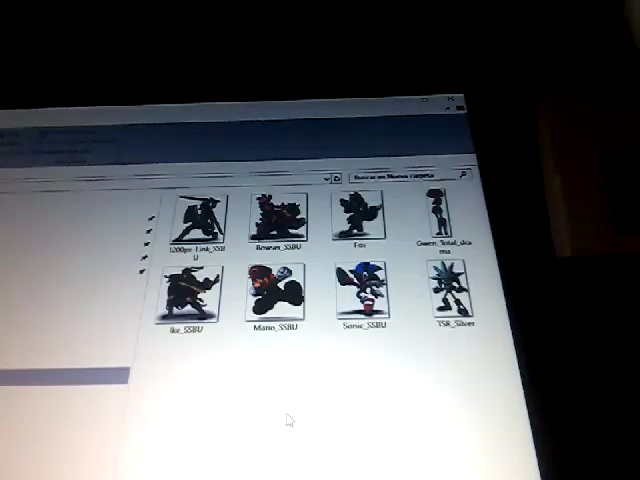 Buscar en Nueva carpeta
1200px-Link_SSB
U
Bowser_SSBU
Fox
Gwen_Total_dra
ma
Ike_SSBU
Mario_SSBU
Sonic_SSBU
TSR_Silver